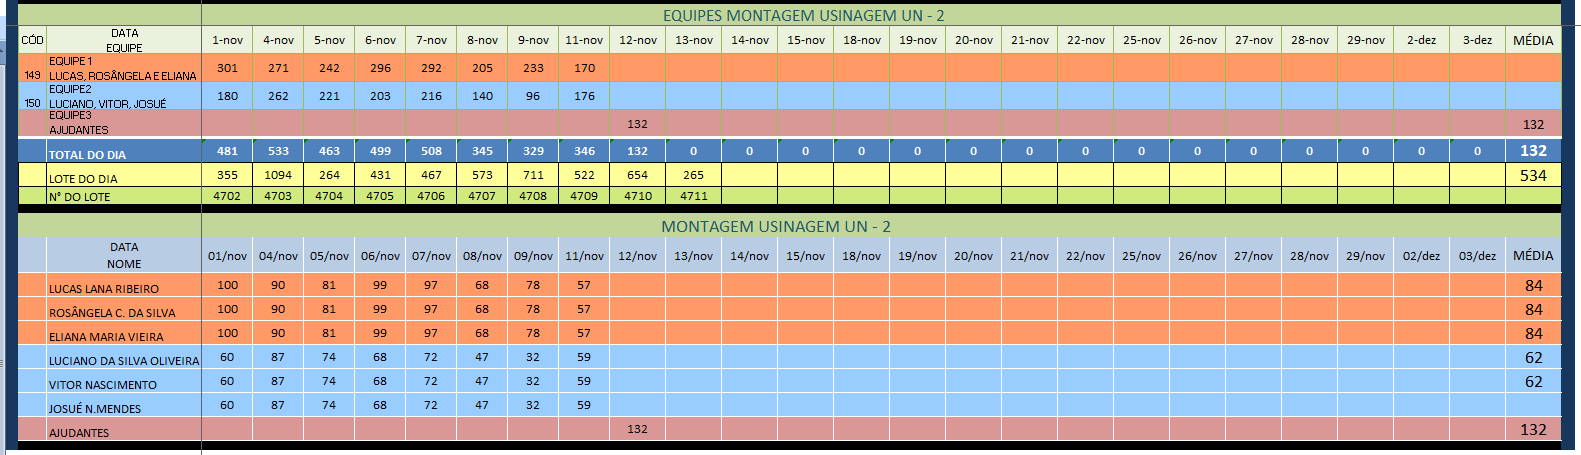 EQUIPES MONTAGEM USINAGEM UN - 2
CÓD DATA EQUIPE 1-nov 4-nov 5-nov 6-nov 7-nov 8-nov 9-nov 11-nov 12-nov 13-nov 14-nov 15-nov 18-nov 19-nov 20-nov 21-nov 22-nov 25-nov 26-nov 27-nov 28-nov 29-nov 2-dez 3-dez MÉDIA
149 EQUIPE 1 LUCAS, ROSÂNGELA E ELIANA 301 271 242 296 292 205 233 170
150 EQUIPE2 LUCIANO, VITOR, JOSUÉ 180 262 221 203 216 140 96 176
EQUIPE3 AJUDANTES 132 132
TOTAL DO DIA 481 533 463 499 508 345 329 346 132 0 0 0 0 0 0 0 0 0 0 0 0 0 0 0 132
LOTE DO DIA 355 1094 264 431 467 573 711 522 654 265 534
N° DO LOTE 4702 4703 4704 4705 4706 4707 4708 4709 4710 4711
MONTAGEM USINAGEM UN - 2
DATA NOME 01/nov 04/nov 05/nov 06/nov 07/nov 08/nov 09/nov 11/nov 12/nov 13/nov 14/nov 15/nov 18/nov 19/nov 20/nov 21/nov 22/nov 25/nov 26/nov 27/nov 28/nov 29/nov 02/dez 03/dez MÉDIA
LUCAS LANA RIBEIRO 100 90 81 99 97 68 78 57 84
ROSÂNGELA C. DA SILVA 100 90 81 99 97 68 78 57 84
ELIANA MARIA VIEIRA 100 90 81 99 97 68 78 57 84
LUCIANO DA SILVA OLIVEIRA 60 87 74 68 72 47 32 59 62
VITOR NASCIMENTO 60 87 74 68 72 47 32 59 62
JOSUÉ N.MENDES 60 87 74 68 72 47 32 59
AJUDANTES 132 132